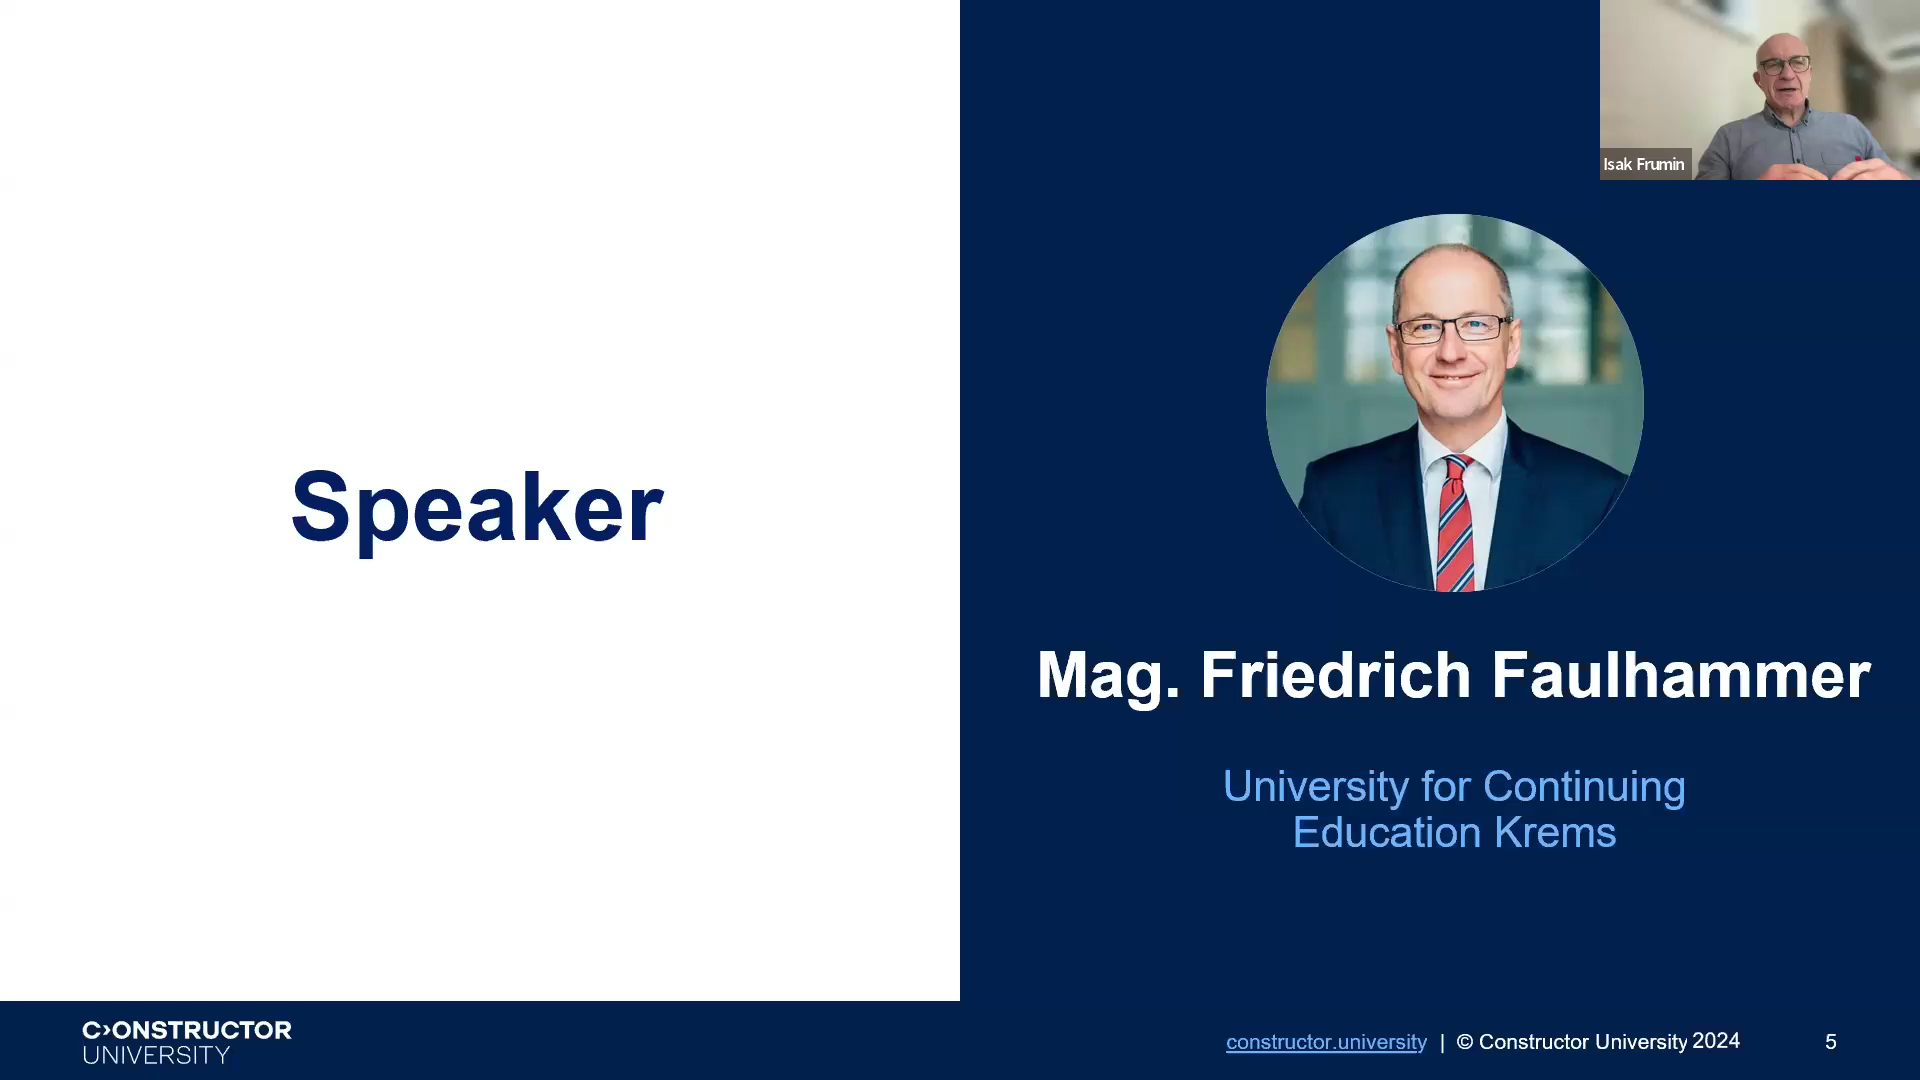 Isak Frumin
Speaker
Mag. Friedrich Faulhammer
University for Continuing
Education Krems
C›ONSTRUCTOR
UNIVERSITY
constructor.university | © Constructor University 2024
5